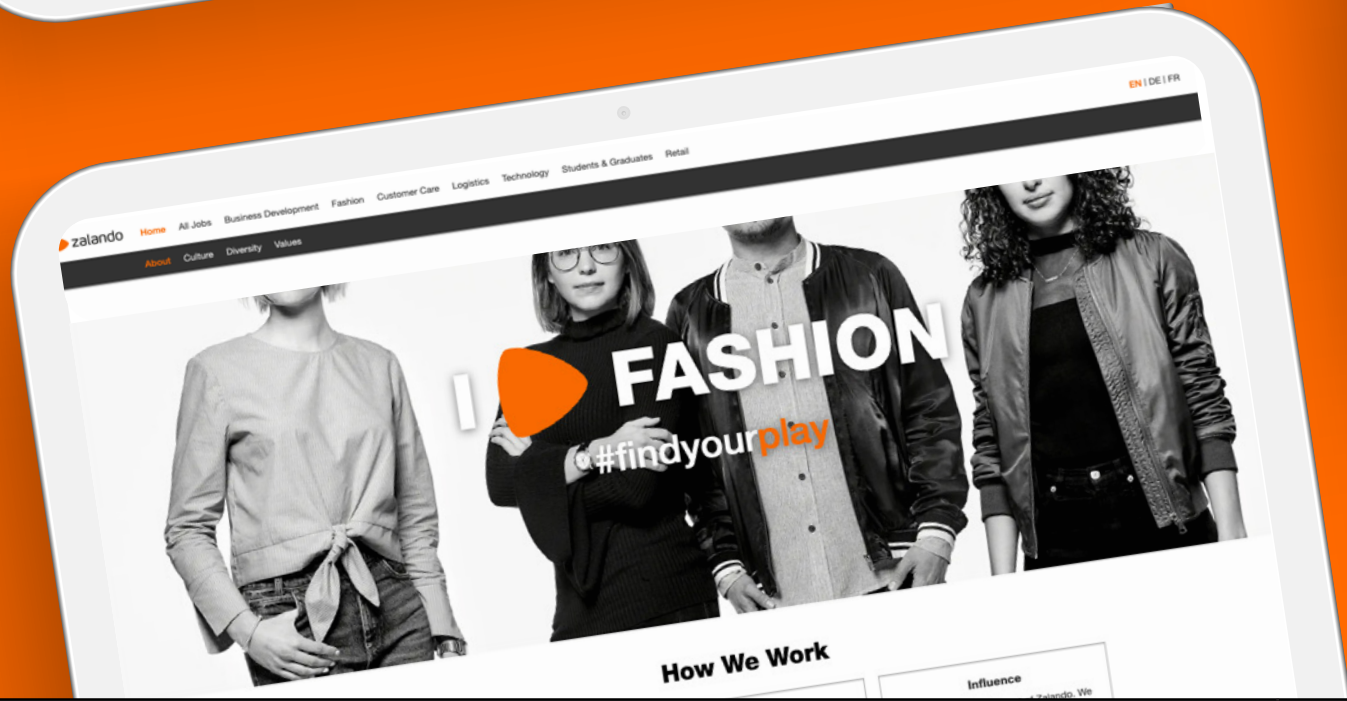 EN | DE | FR
zalando Home All Jobs Business Development Fashion Customer Care Logistics Technology Students & Graduates Retail
About Culture Diversity Values
I FASHION
#findyourplay
How We Work
Influence
Zalando. We